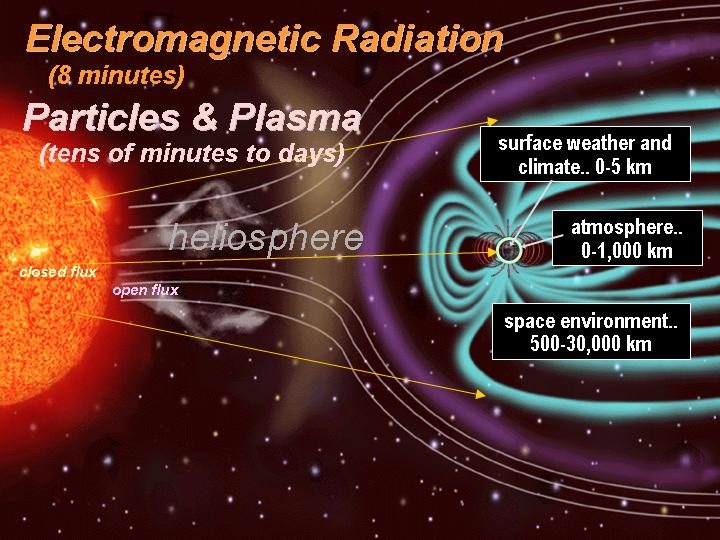 Electromagnetic Radiation
(8 minutes)
Particles & Plasma
(tens of minutes to days)
surface weather and
climate.. 0-5 km
heliosphere
atmosphere..
0-1,000 km
closed flux
open flux
space environment..
500-30,000 km